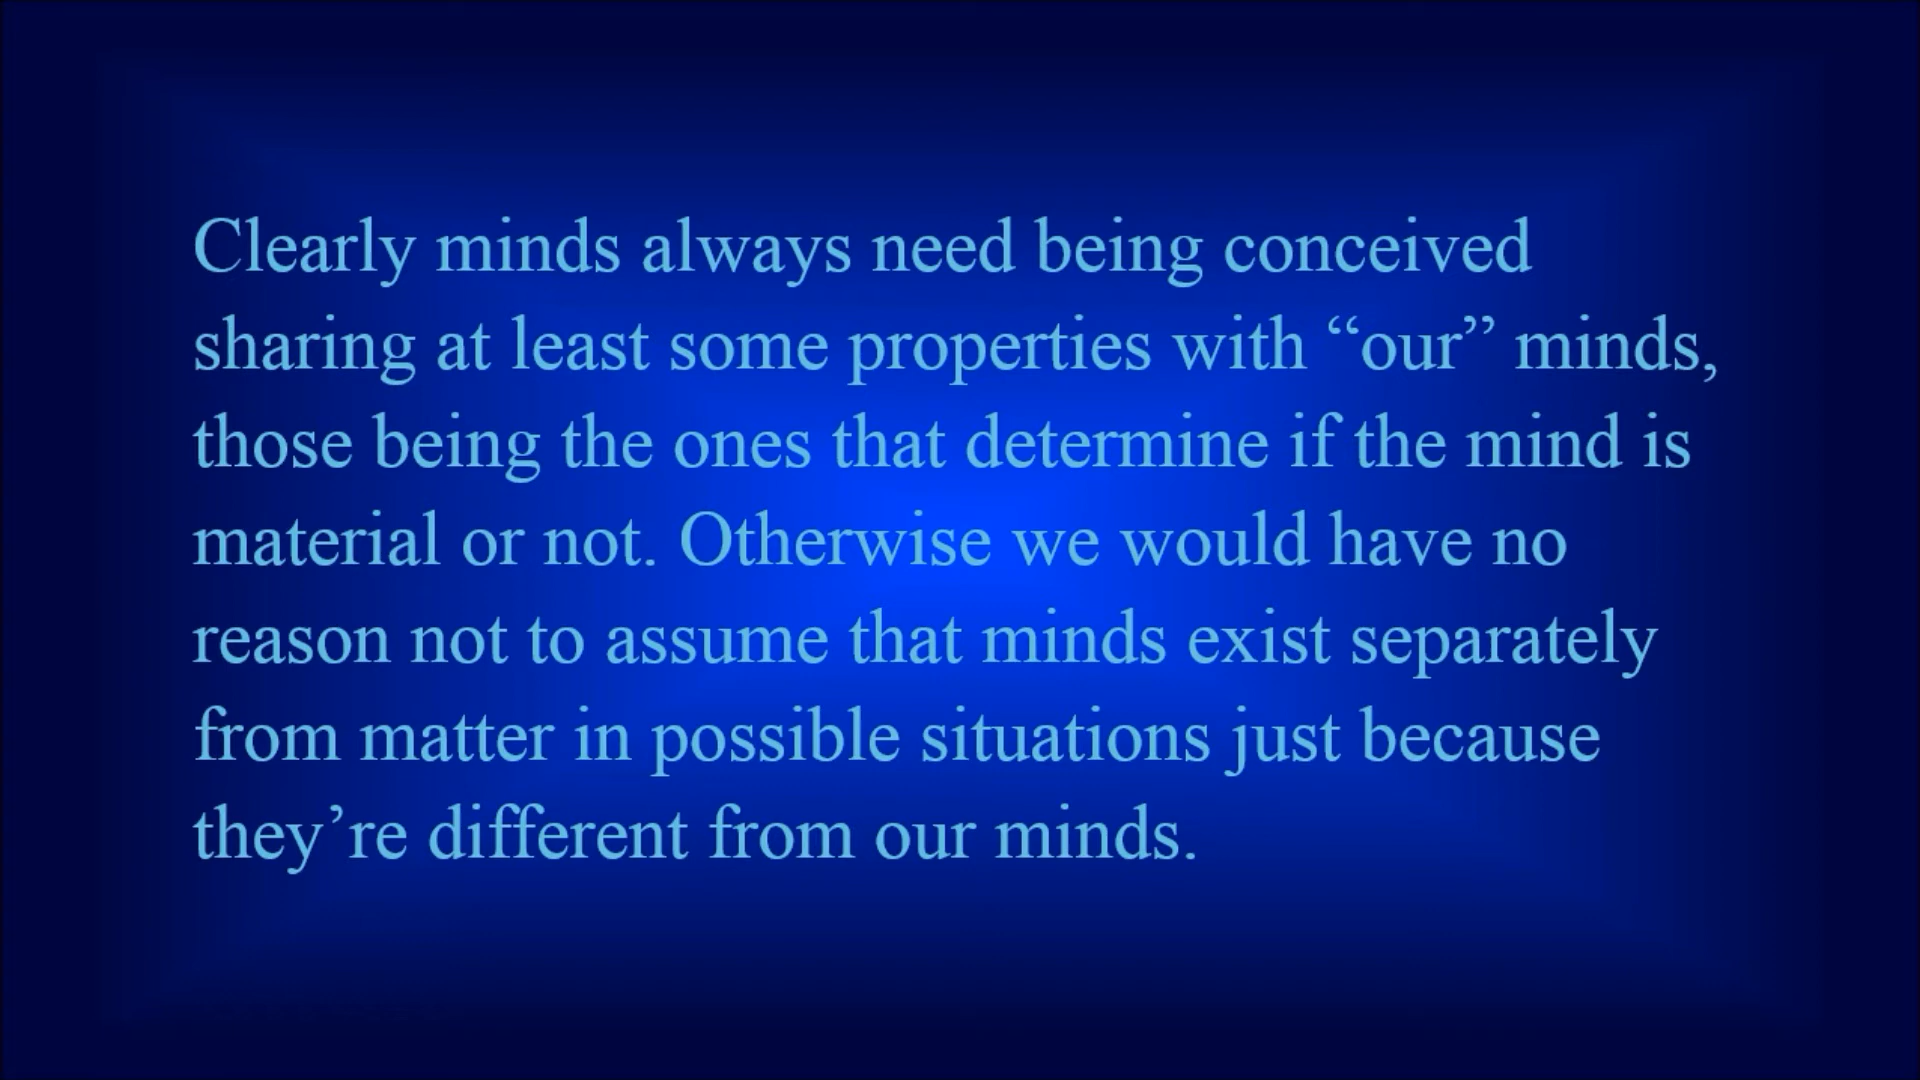 Clearly minds always need being conceived
sharing at least some properties with “our” minds,
those being the ones that determine if the mind is
material or not. Otherwise we would have no
reason not to assume that minds exist separately
from matter in possible situations just because
they’re different from our minds.